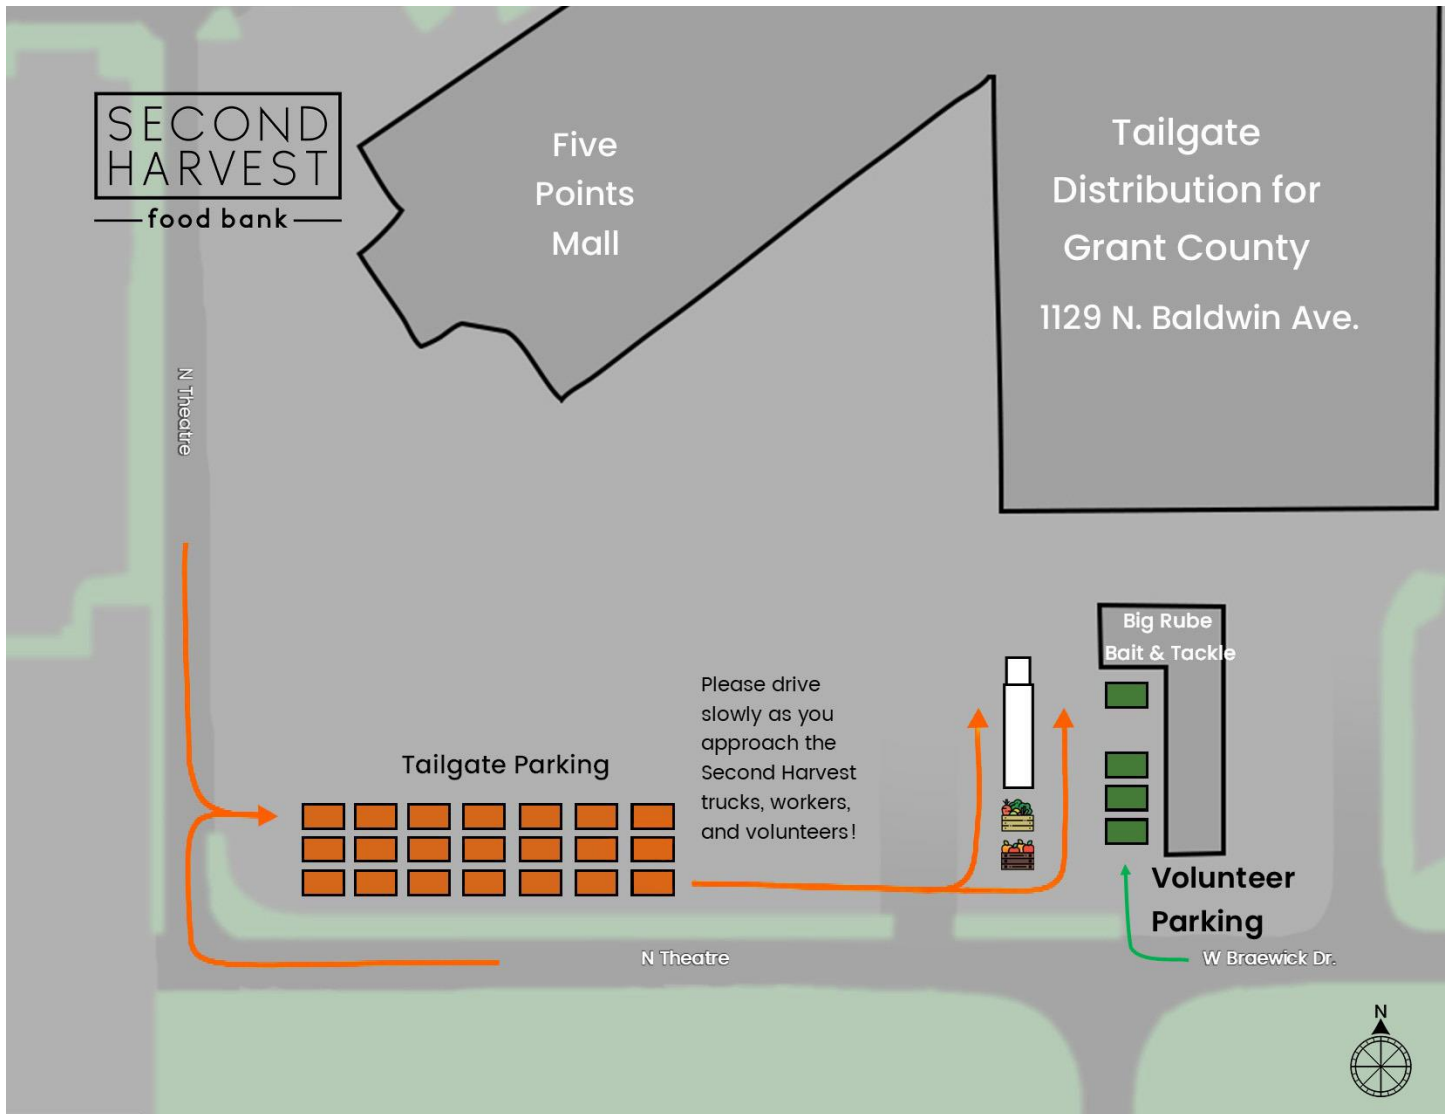 SECOND
HARVEST
food bank
Five
Points
Mall
Tailgate
Distribution for
Grant County
1129 N. Baldwin Ave.
N Theatre
Big Rube
Bait & Tackle
Please drive
slowly as you
approach the
Second Harvest
trucks, workers,
and volunteers!
Tailgate Parking
Volunteer
Parking
N Theatre
W Braewick Dr.
N